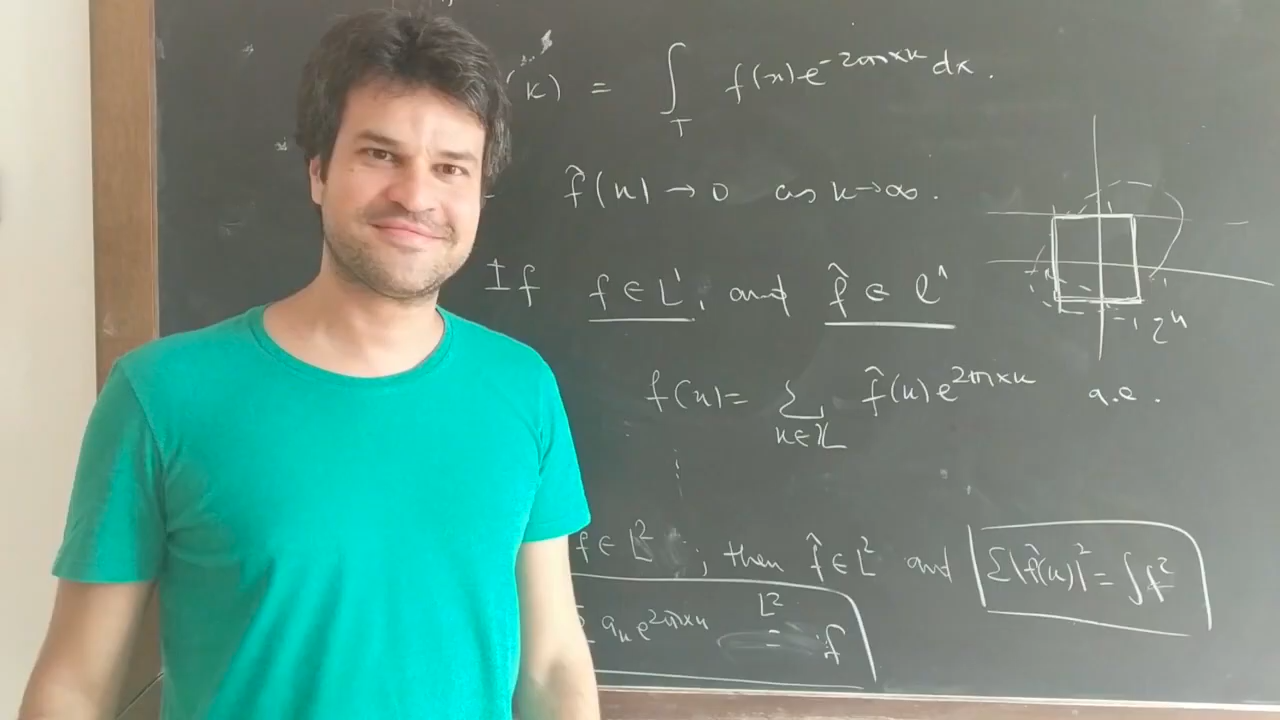 k) = ∫_T f(x) e^{-2πixk} dx.
f̂(k) → 0 as k→∞.
If f ∈ L¹, and f̂ ∈ ℓ¹
f(x) = Σ_{k∈ℤ} f̂(k) e^{2πixk} a.e.
f ∈ L² ; then f̂ ∈ L² and Σ|f̂(k)|² = ∫f²
a_k e^{2πixk} L² = f